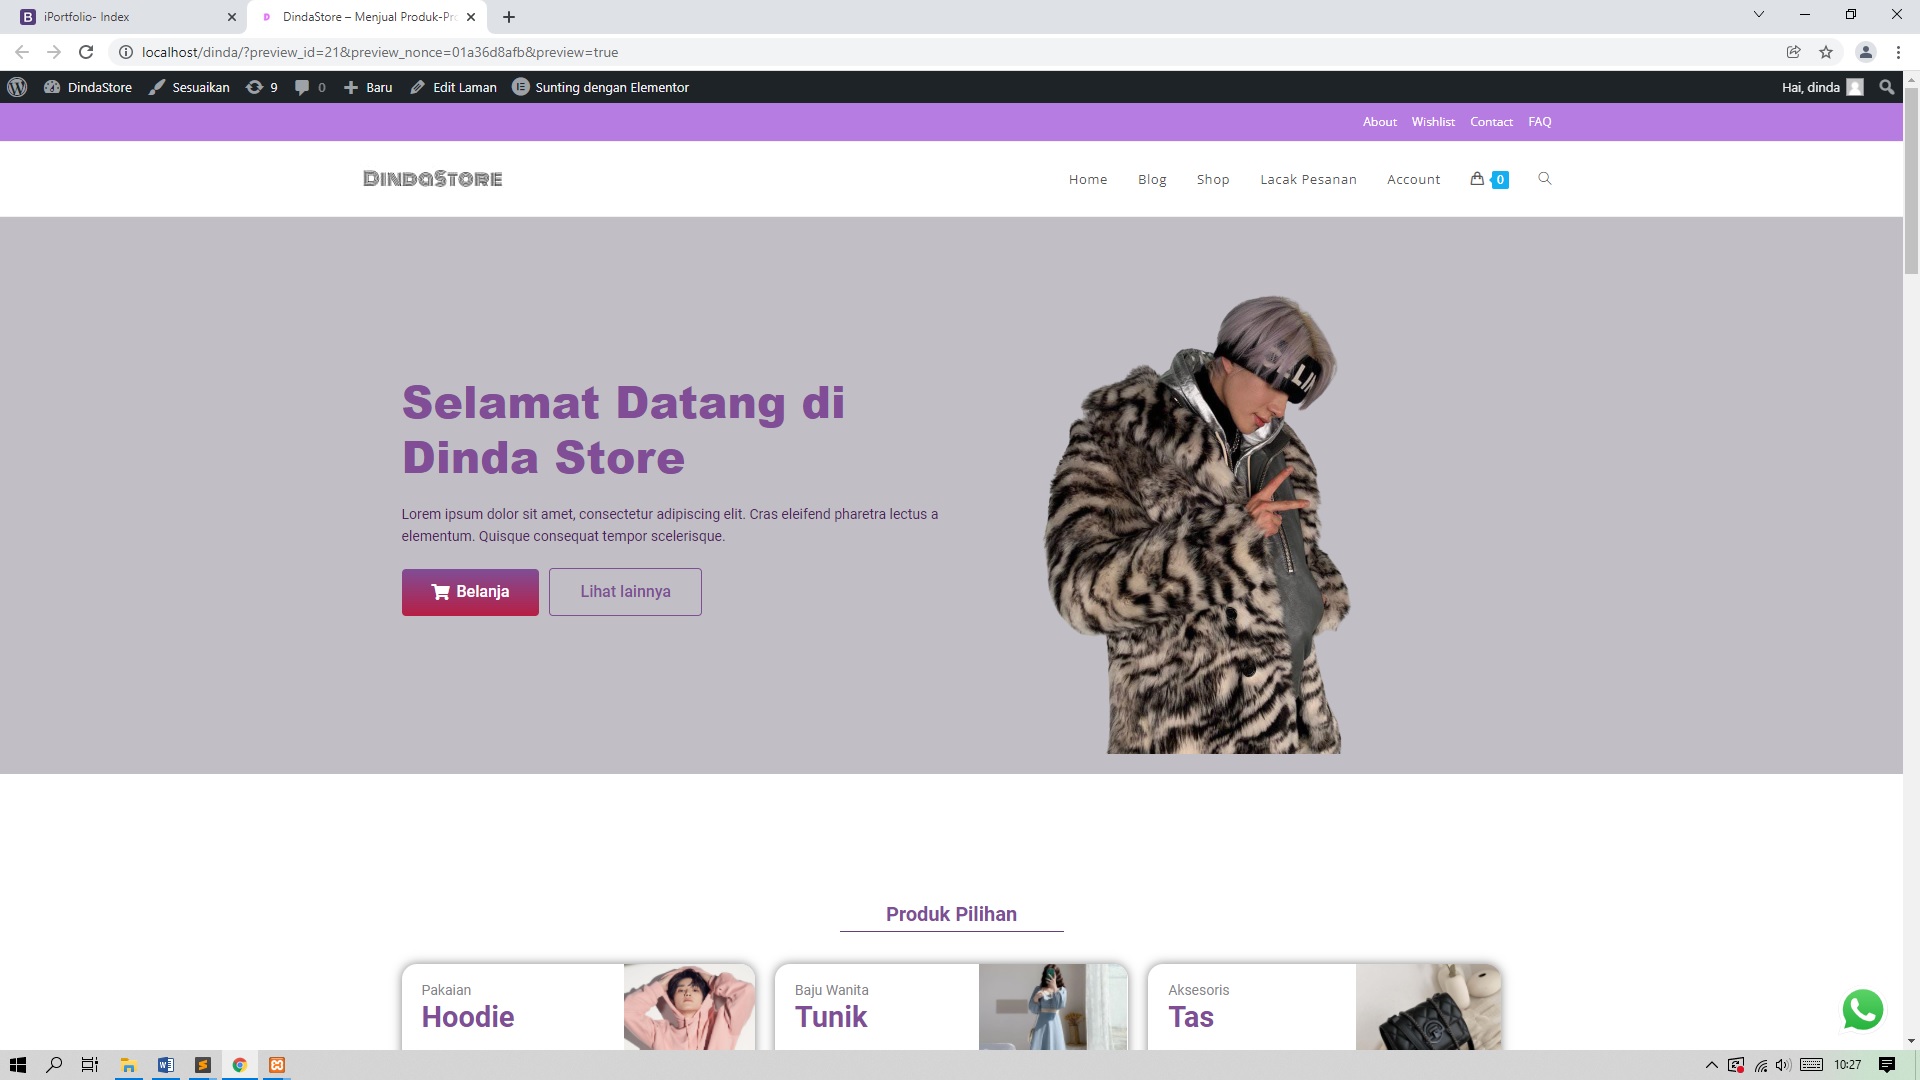 iPortfolio- Index
DindaStore – Menjual Produk-Pr
localhost/dinda/?preview_id=21&preview_nonce=01a36d8afb&preview=true
DindaStore Sesuaikan 9 0 Baru Edit Laman Sunting dengan Elementor Hai, dinda
About Wishlist Contact FAQ
DindaStore
Home Blog Shop Lacak Pesanan Account 0
Selamat Datang di
Dinda Store
Lorem ipsum dolor sit amet, consectetur adipiscing elit. Cras eleifend pharetra lectus a
elementum. Quisque consequat tempor scelerisque.
Belanja Lihat lainnya
Produk Pilihan
Pakaian
Hoodie
Baju Wanita
Tunik
Aksesoris
Tas
10:27